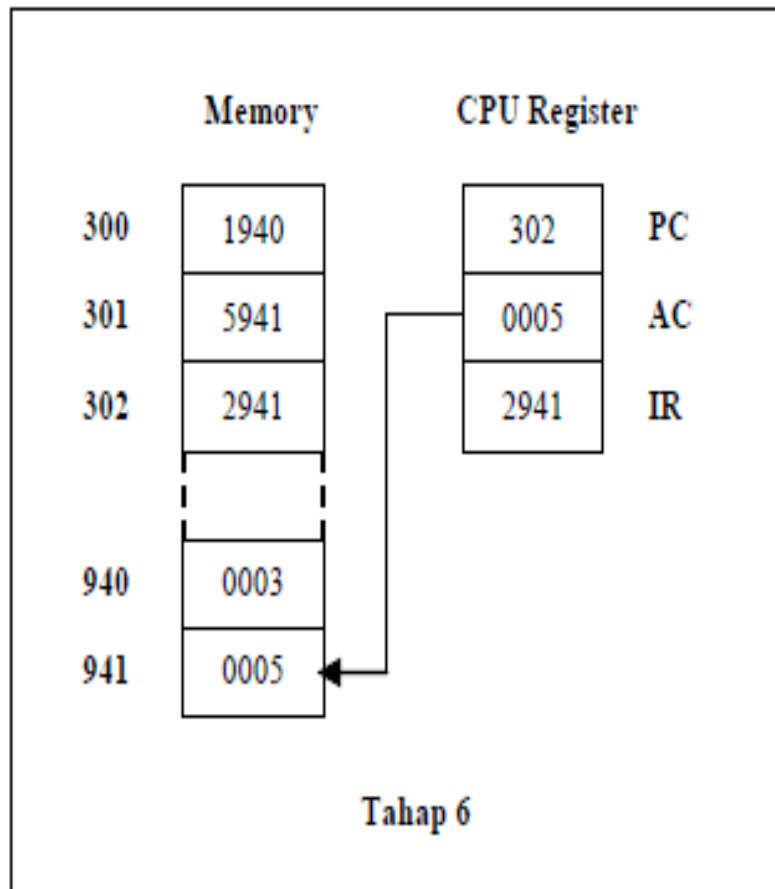 Memory CPU Register
300 1940 302 PC
301 5941 0005 AC
302 2941 2941 IR
940 0003
941 0005
Tahap 6